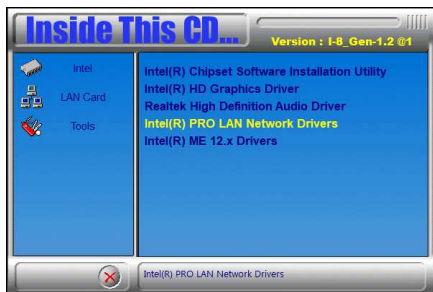 Inside This CD...
Version : I-8_Gen-1.2 @1
Intel
LAN Card
Tools
Intel(R) Chipset Software Installation Utility
Intel(R) HD Graphics Driver
Realtek High Definition Audio Driver
Intel(R) PRO LAN Network Drivers
Intel(R) ME 12.x Drivers
Intel(R) PRO LAN Network Drivers